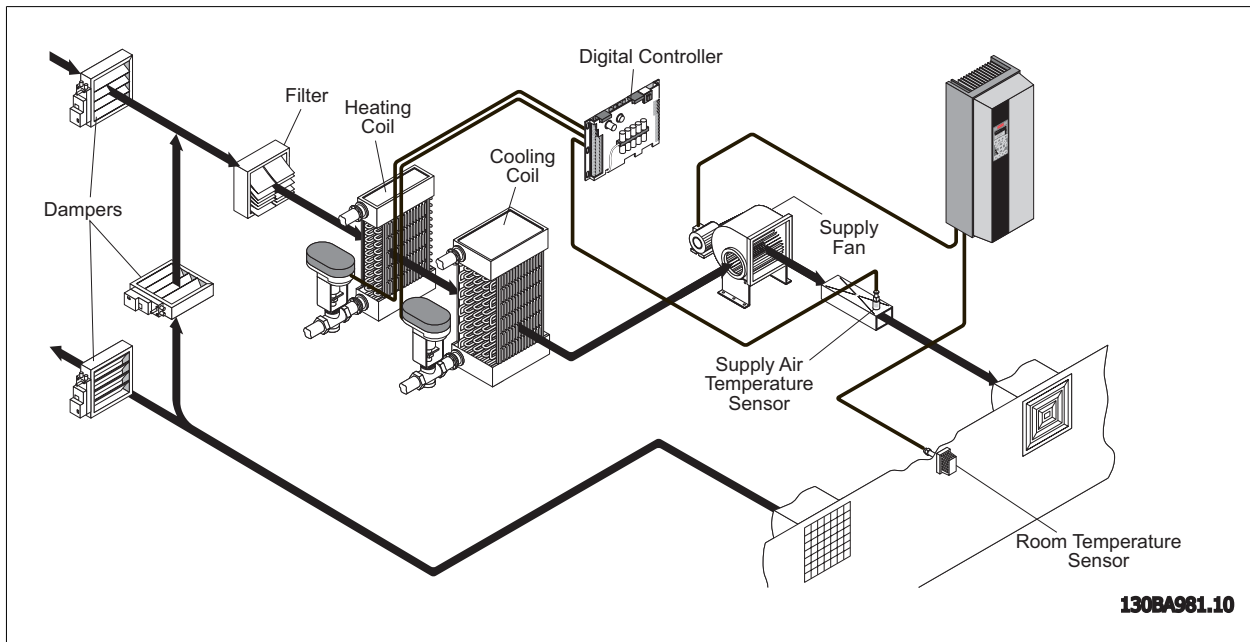 Digital Controller
Filter
Heating
Coil
Cooling
Coil
Dampers
Supply
Fan
Supply Air
Temperature
Sensor
Room Temperature
Sensor
130BA981.10